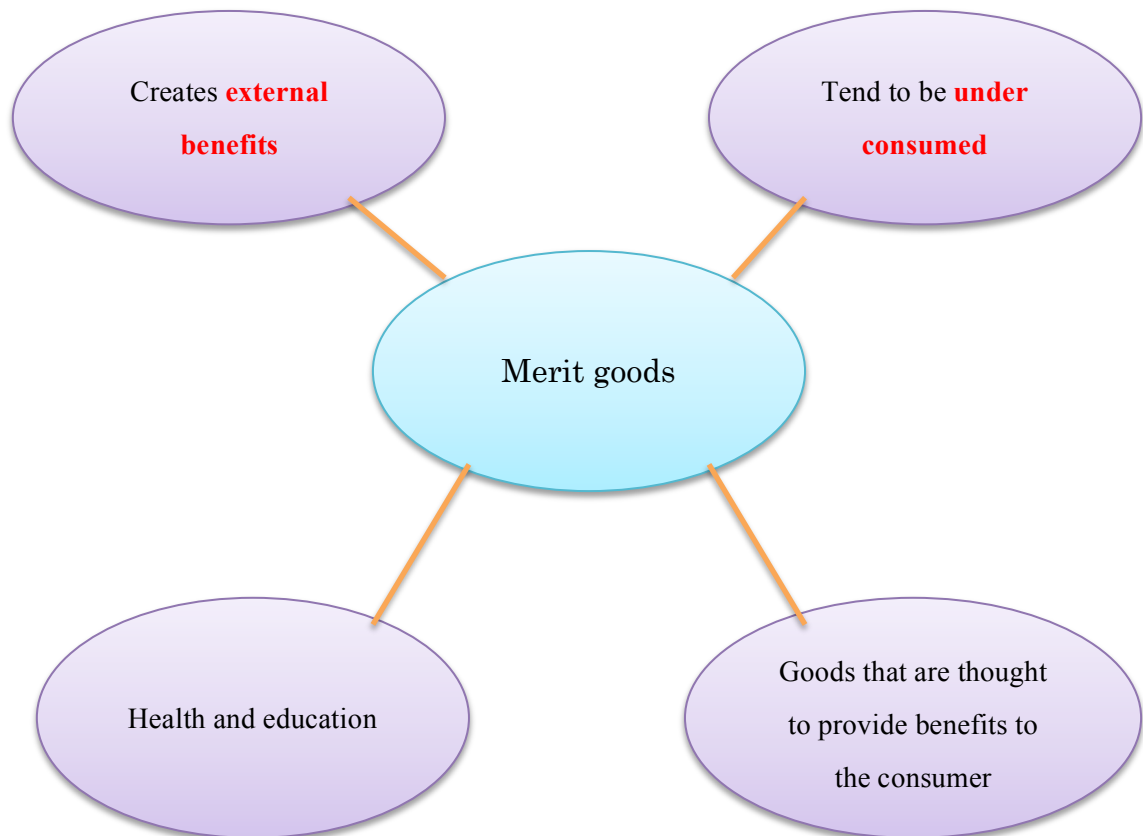 Creates external
benefits
Tend to be under
consumed
Merit goods
Health and education
Goods that are thought
to provide benefits to
the consumer